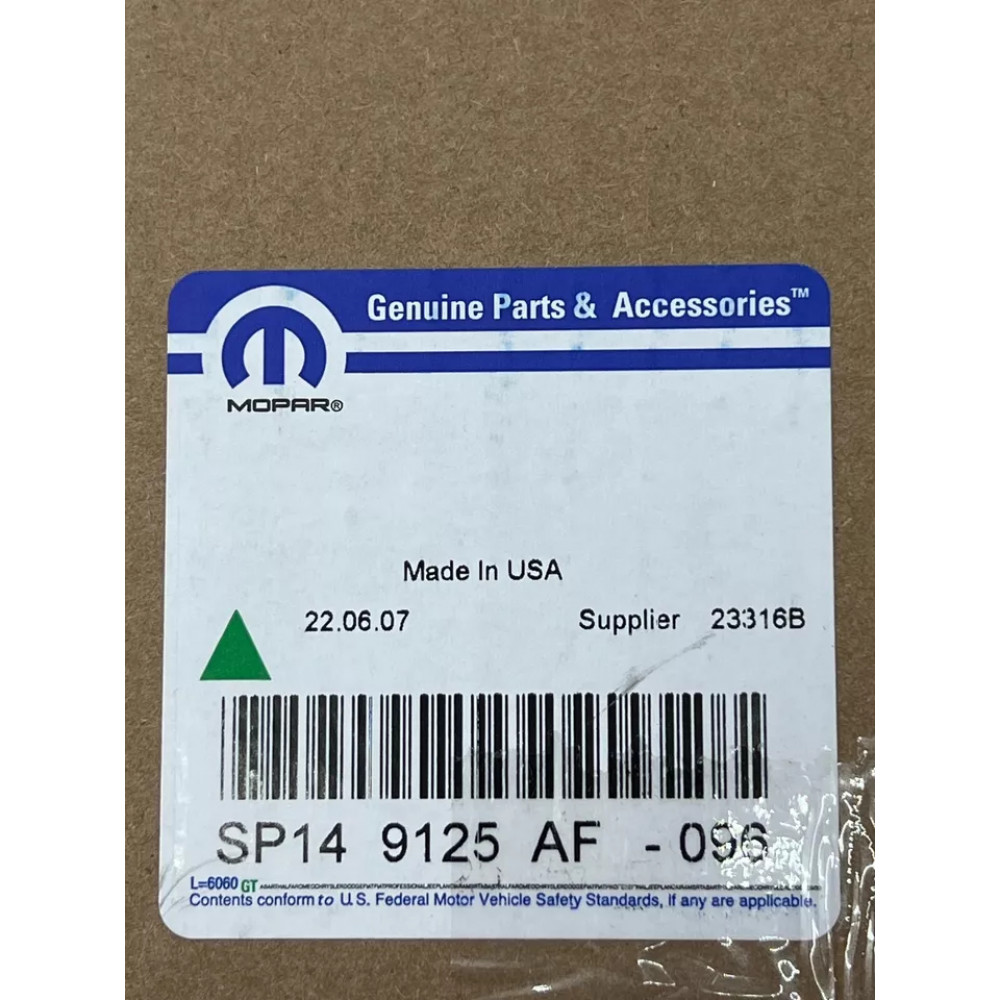 Genuine Parts & Accessories™
MOPAR®
Made In USA
22.06.07 Supplier 23316B
SP14 9125 AF - 096
L=6060 GT
Contents conform to U.S. Federal Motor Vehicle Safety Standards, If any are applicable.